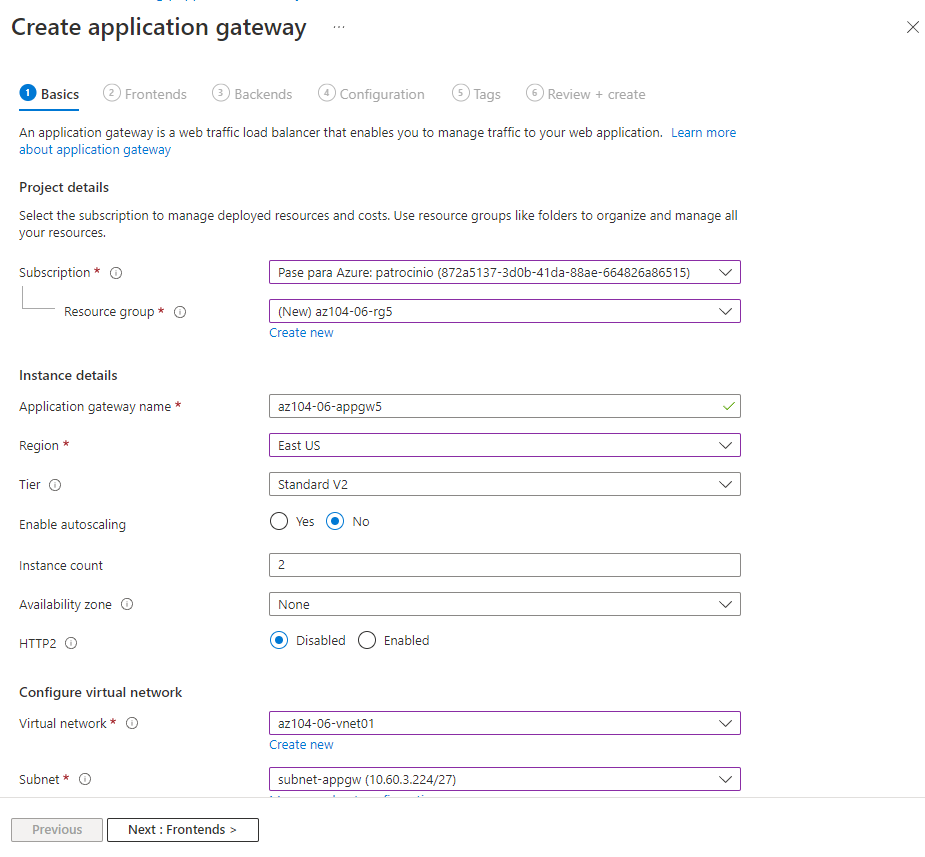 Create application gateway ...
1 Basics 2 Frontends 3 Backends 4 Configuration 5 Tags 6 Review + create
An application gateway is a web traffic load balancer that enables you to manage traffic to your web application. Learn more
about application gateway
Project details
Select the subscription to manage deployed resources and costs. Use resource groups like folders to organize and manage all
your resources.
Subscription *
Pase para Azure: patrocinio (872a5137-3d0b-41da-88ae-664826a86515)
Resource group *
(New) az104-06-rg5
Create new
Instance details
Application gateway name *
az104-06-appgw5
Region *
East US
Tier
Standard V2
Enable autoscaling
Yes No
Instance count
2
Availability zone
None
HTTP2
Disabled Enabled
Configure virtual network
Virtual network *
az104-06-vnet01
Create new
Subnet *
subnet-appgw (10.60.3.224/27)
Previous
Next : Frontends >